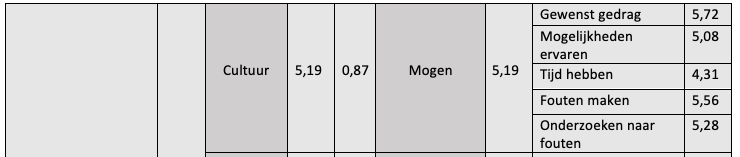 Gewenst gedrag 5,72
Mogelijkheden 5,08
ervaren
Cultuur 5,19 0,87 Mogen 5,19
Tijd hebben 4,31
Fouten maken 5,56
Onderzoeken naar 5,28
fouten